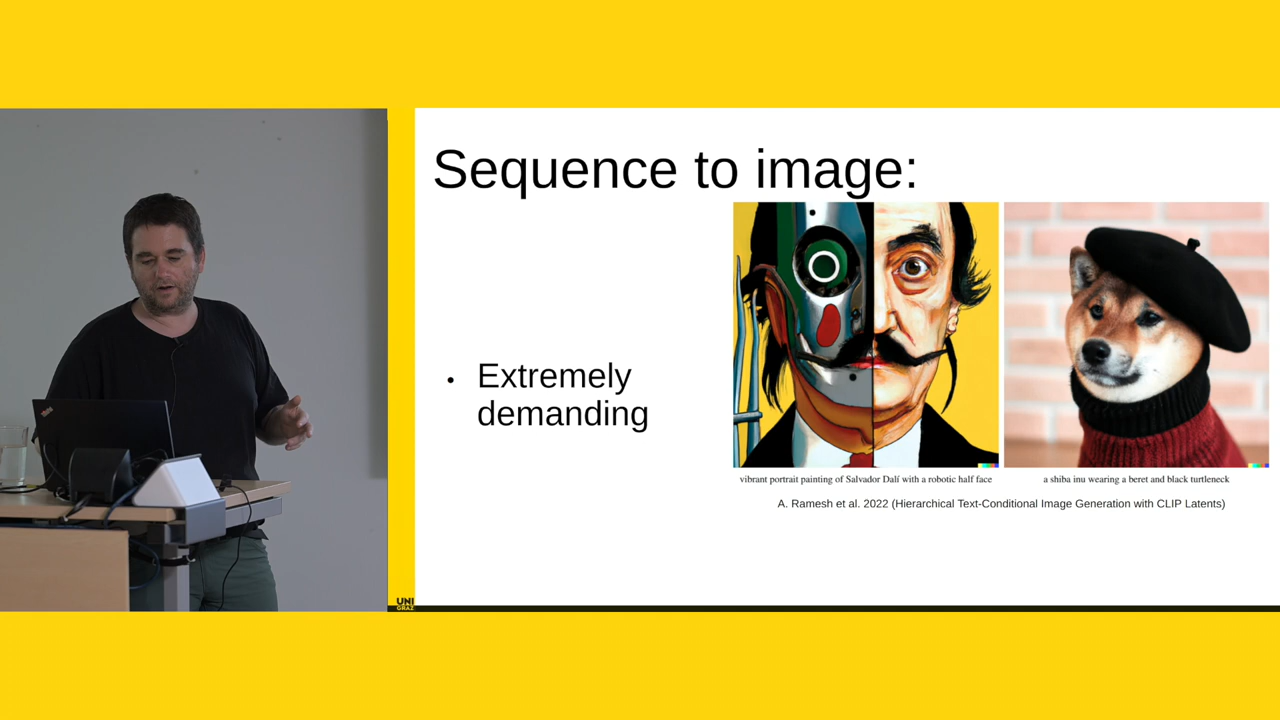 Sequence to image:
• Extremely
demanding
vibrant portrait painting of Salvador Dalí with a robotic half face
a shiba inu wearing a beret and black turtleneck
A. Ramesh et al. 2022 (Hierarchical Text-Conditional Image Generation with CLIP Latents)
UNI
GRAZ